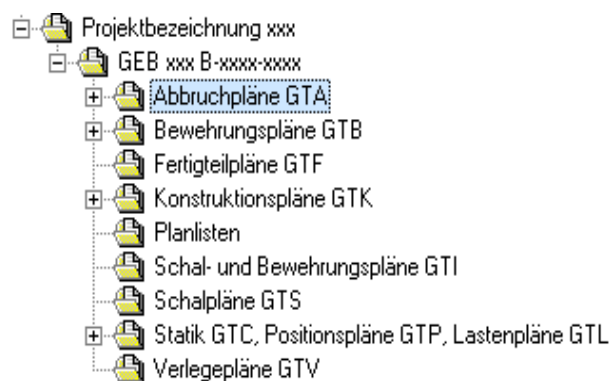 Projektbezeichnung xxx
GEB xxx B-xxxx-xxxx
Abbruchpläne GTA
Bewehrungspläne GTB
Fertigteilpläne GTF
Konstruktionspläne GTK
Planlisten
Schal- und Bewehrungspläne GTI
Schalpläne GTS
Statik GTC, Positionspläne GTP, Lastenpläne GTL
Verlegepläne GTV